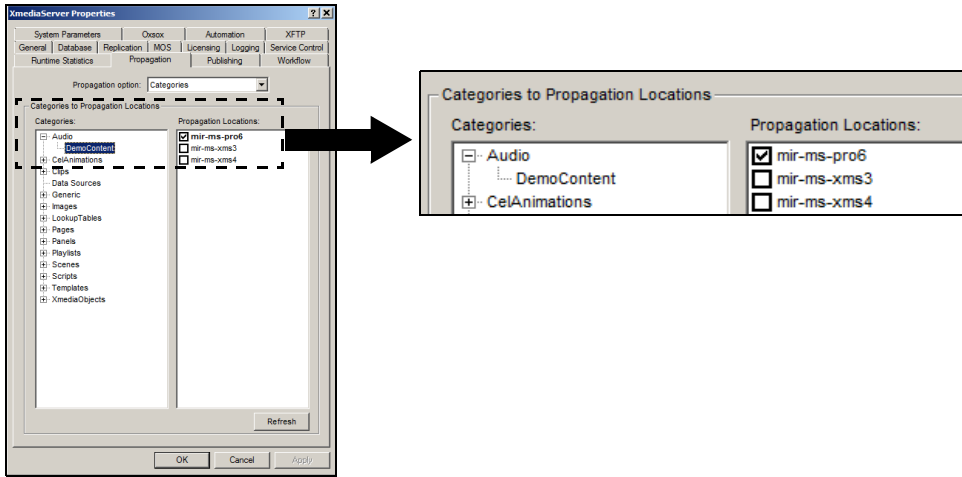 XmediaServer Properties
System Parameters Oxsox Automation XFTP
General Database Replication MOS Licensing Logging Service Control
Runtime Statistics Propagation Publishing Workflow
Propagation option: Categories
Categories to Propagation Locations
Categories: Propagation Locations:
Audio mir-ms-pro6
DemoContent mir-ms-xms3
CelAnimations mir-ms-xms4
Clips
Data Sources
Generic
Images
LookupTables
Pages
Panels
Playlists
Scenes
Scripts
Templates
XmediaObjects
Refresh
OK Cancel Apply
Categories to Propagation Locations
Categories: Propagation Locations:
Audio mir-ms-pro6
DemoContent mir-ms-xms3
CelAnimations mir-ms-xms4